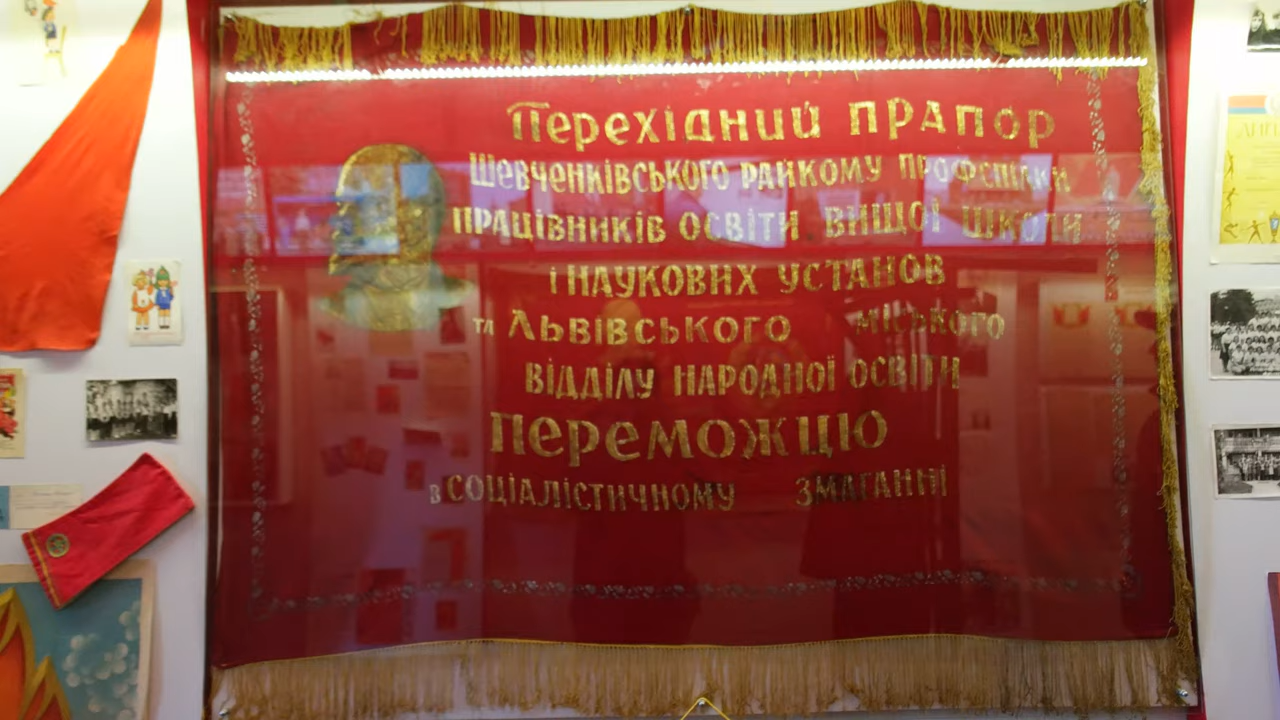 Перехідний прапор
Шевченківського райкому профспілки
працівників освіти вищої школи
і наукових установ
та Львівського міського
відділу народної освіти
переможцю
в соціалістичному змаганні